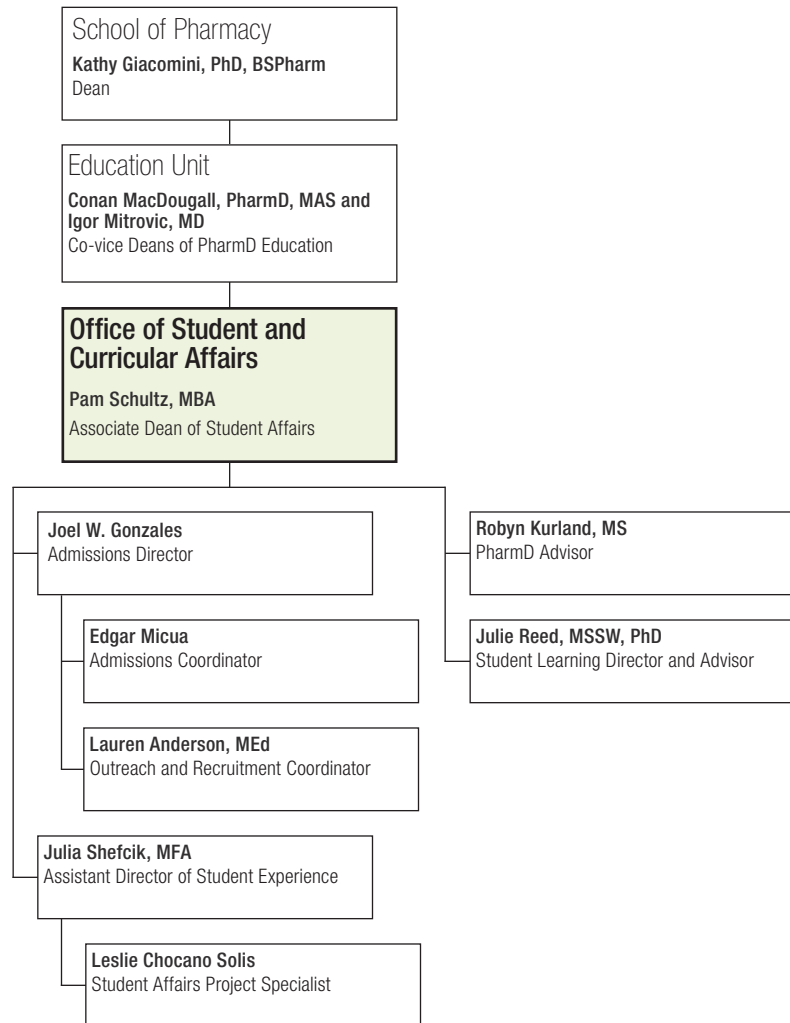 School of Pharmacy
Kathy Giacomini, PhD, BSPharm
Dean
Education Unit
Conan MacDougall, PharmD, MAS and
Igor Mitrovic, MD
Co-vice Deans of PharmD Education
Office of Student and
Curricular Affairs
Pam Schultz, MBA
Associate Dean of Student Affairs
Joel W. Gonzales
Admissions Director
Edgar Micua
Admissions Coordinator
Lauren Anderson, MEd
Outreach and Recruitment Coordinator
Julia Shefcik, MFA
Assistant Director of Student Experience
Leslie Chocano Solis
Student Affairs Project Specialist
Robyn Kurland, MS
PharmD Advisor
Julie Reed, MSSW, PhD
Student Learning Director and Advisor